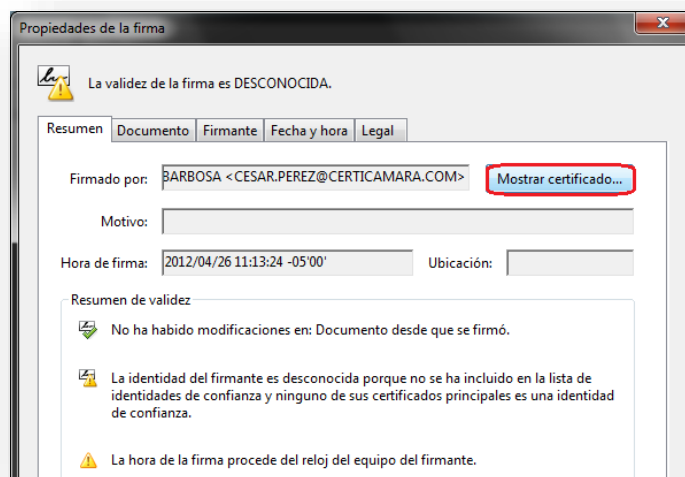 Propiedades de la firma
La validez de la firma es DESCONOCIDA.
Resumen Documento Firmante Fecha y hora Legal
Firmado por: BARBOSA <CESAR.PEREZ@CERTICAMARA.COM> Mostrar certificado...
Motivo:
Hora de firma: 2012/04/26 11:13:24 -05'00' Ubicación:
Resumen de validez
No ha habido modificaciones en: Documento desde que se firmó.
La identidad del firmante es desconocida porque no se ha incluido en la lista de
identidades de confianza y ninguno de sus certificados principales es una identidad
de confianza.
La hora de la firma procede del reloj del equipo del firmante.